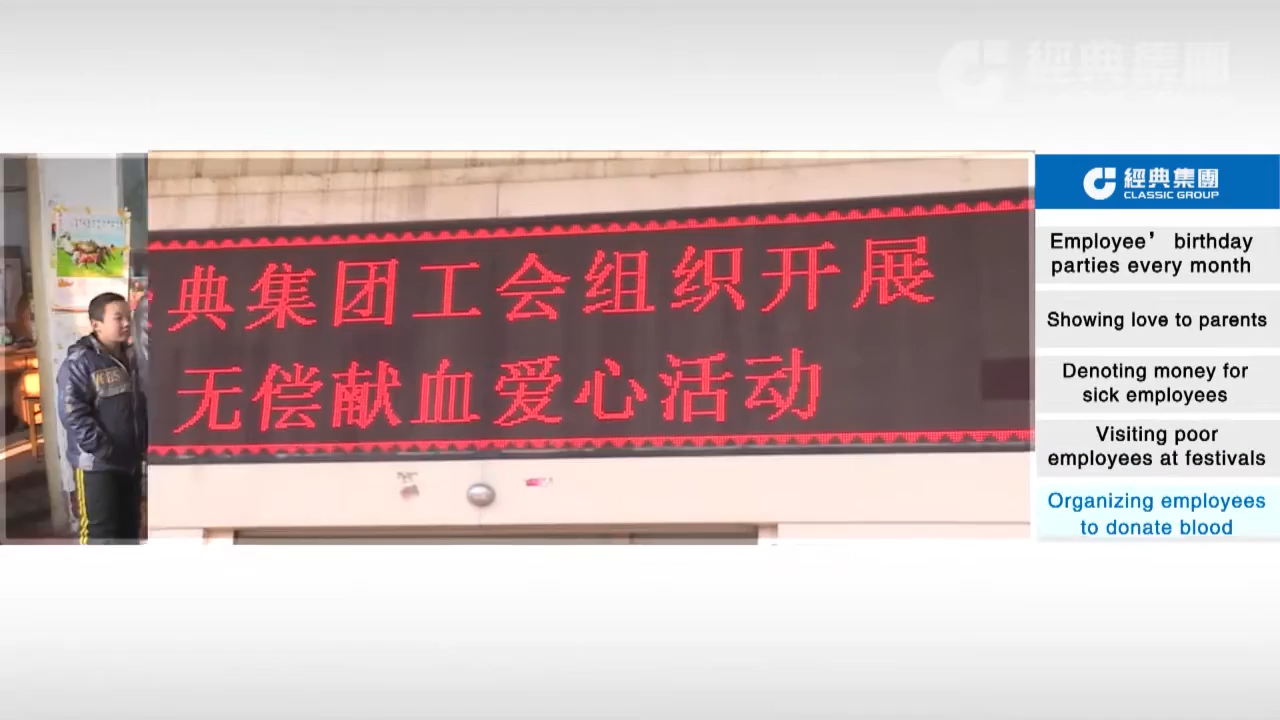 經典集團
典集团工会组织开展
无偿献血爱心活动
經典集團
CLASSIC GROUP
Employee’ birthday
parties every month
Showing love to parents
Denoting money for
sick employees
Visiting poor
employees at festivals
Organizing employees
to donate blood